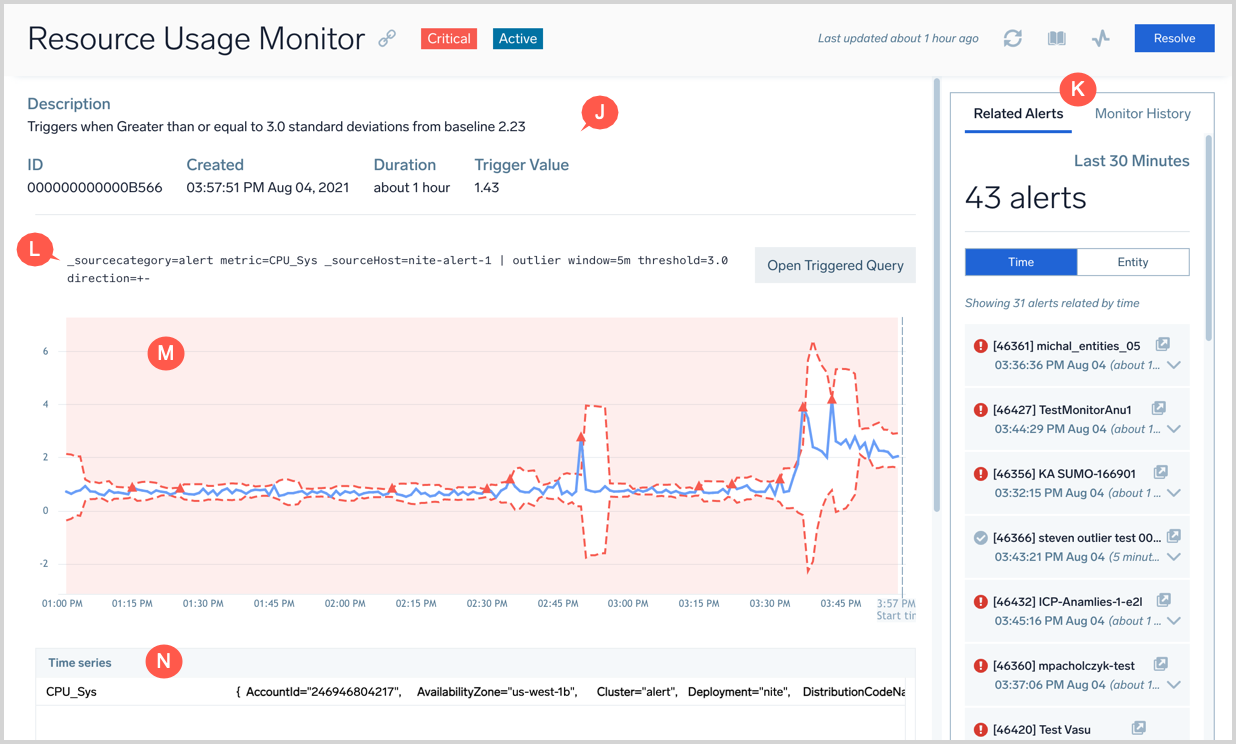 Resource Usage Monitor Critical Active Last updated about 1 hour ago Resolve
K
Description
J
Triggers when Greater than or equal to 3.0 standard deviations from baseline 2.23
ID Created Duration Trigger Value
000000000000B566 03:57:51 PM Aug 04, 2021 about 1 hour 1.43
L
_sourcecategory=alert metric=CPU_Sys _sourceHost=nite-alert-1 | outlier window=5m threshold=3.0
direction=+-
Open Triggered Query
M
6
4
2
0
-2
01:00 PM 01:15 PM 01:30 PM 01:45 PM 02:00 PM 02:15 PM 02:30 PM 02:45 PM 03:00 PM 03:15 PM 03:30 PM 03:45 PM 3:57 PM
Start tir
N
Time series
CPU_Sys { AccountId="246946804217", AvailabilityZone="us-west-1b", Cluster="alert", Deployment="nite", DistributionCodeNa
Related Alerts Monitor History
Last 30 Minutes
43 alerts
Time Entity
Showing 31 alerts related by time
[46361] michal_entities_05
03:36:36 PM Aug 04 (about 1...
[46427] TestMonitorAnu1
03:44:29 PM Aug 04 (about 1...
[46356] KA SUMO-166901
03:32:15 PM Aug 04 (about 1 ...
[46366] steven outlier test 00...
03:43:21 PM Aug 04 (5 minut...
[46432] ICP-Anamlies-1-e2I
03:45:16 PM Aug 04 (about 1 ...
[46360] mpacholczyk-test
03:37:06 PM Aug 04 (about 1...
[46420] Test Vasu